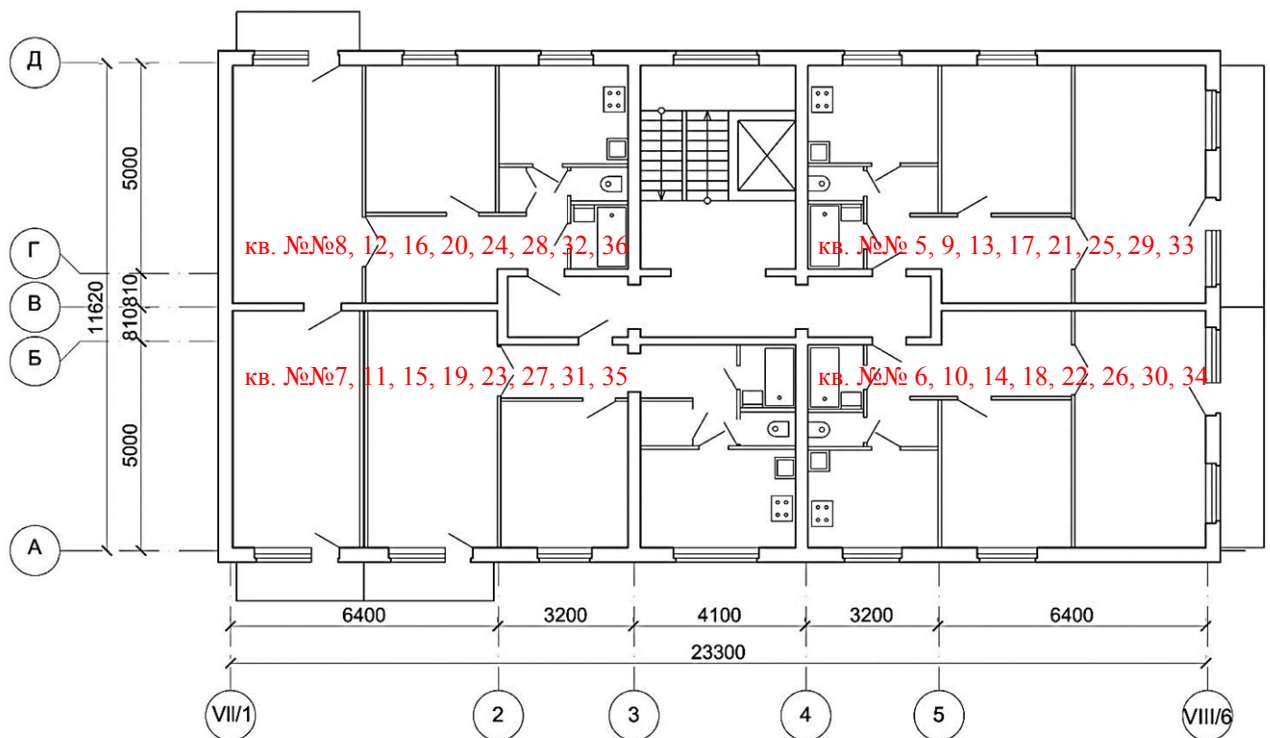 Д
5000
кв. №№8, 12, 16, 20, 24, 28, 32, 36
кв. №№ 5, 9, 13, 17, 21, 25, 29, 33
Г
810
В
11620
810
Б
кв. №№7, 11, 15, 19, 23, 27, 31, 35
кв. №№ 6, 10, 14, 18, 22, 26, 30, 34
5000
А
6400
3200
4100
3200
6400
23300
VII/1
2
3
4
5
VIII/6